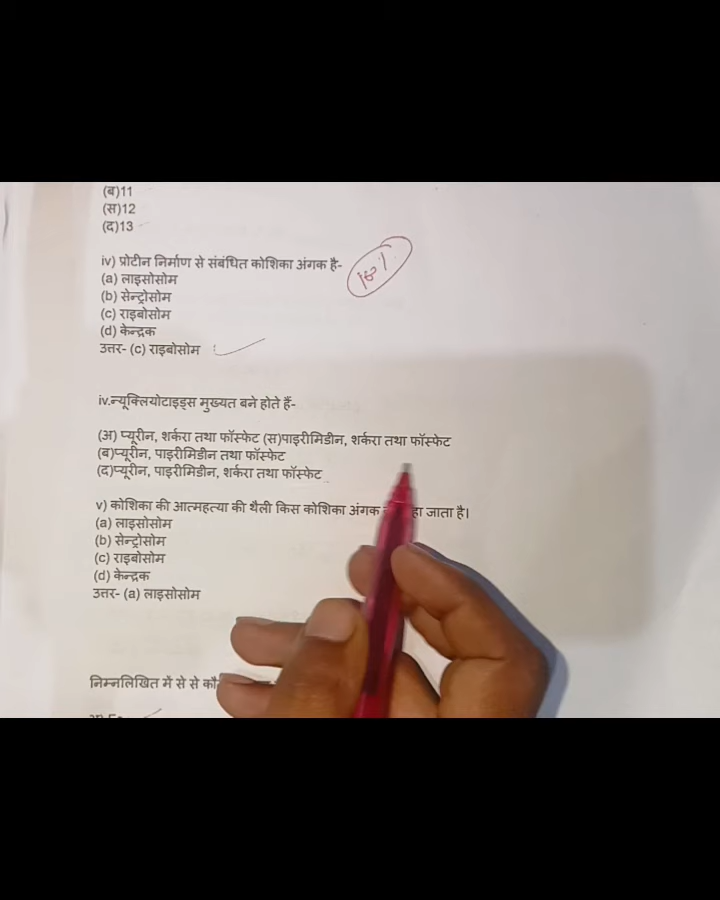 (ब)11
(स)12
(द)13
iv) प्रोटीन निर्माण से संबंधित कोशिका अंगक है-
(a) लाइसोसोम
(b) सेन्ट्रोसोम
(c) राइबोसोम
(d) केन्द्रक
उत्तर- (c) राइबोसोम
iv.न्यूक्लियोटाइड्स मुख्यत बने होते हैं-
(अ) प्यूरीन, शर्करा तथा फॉस्फेट (स)पाइरीमिडीन, शर्करा तथा फॉस्फेट
(ब)प्यूरीन, पाइरीमिडीन तथा फॉस्फेट
(द)प्यूरीन, पाइरीमिडीन, शर्करा तथा फॉस्फेट
v) कोशिका की आत्महत्या की थैली किस कोशिका अंगक जाता है।
(a) लाइसोसोम
(b) सेन्ट्रोसोम
(c) राइबोसोम
(d) केन्द्रक
उत्तर- (a) लाइसोसोम
निम्नलिखित में से से